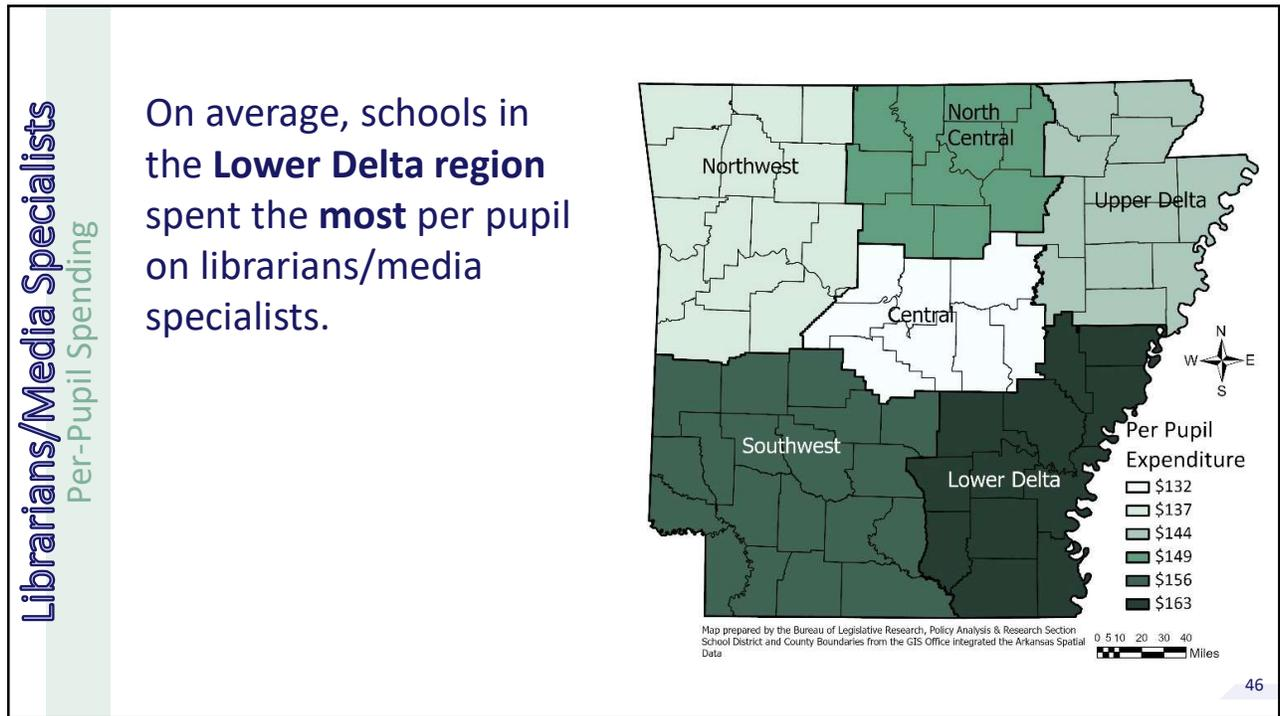 Librarians/Media Specialists
Per-Pupil Spending
On average, schools in
the Lower Delta region
spent the most per pupil
on librarians/media
specialists.
Northwest
North
Central
Upper Delta
Central
Southwest
Lower Delta
N
W E
S
Per Pupil
Expenditure
$132
$137
$144
$149
$156
$163
Map prepared by the Bureau of Legislative Research, Policy Analysis & Research Section
School District and County Boundaries from the GIS Office integrated the Arkansas Spatial
Data
0 5 10 20 30 40
Miles
46